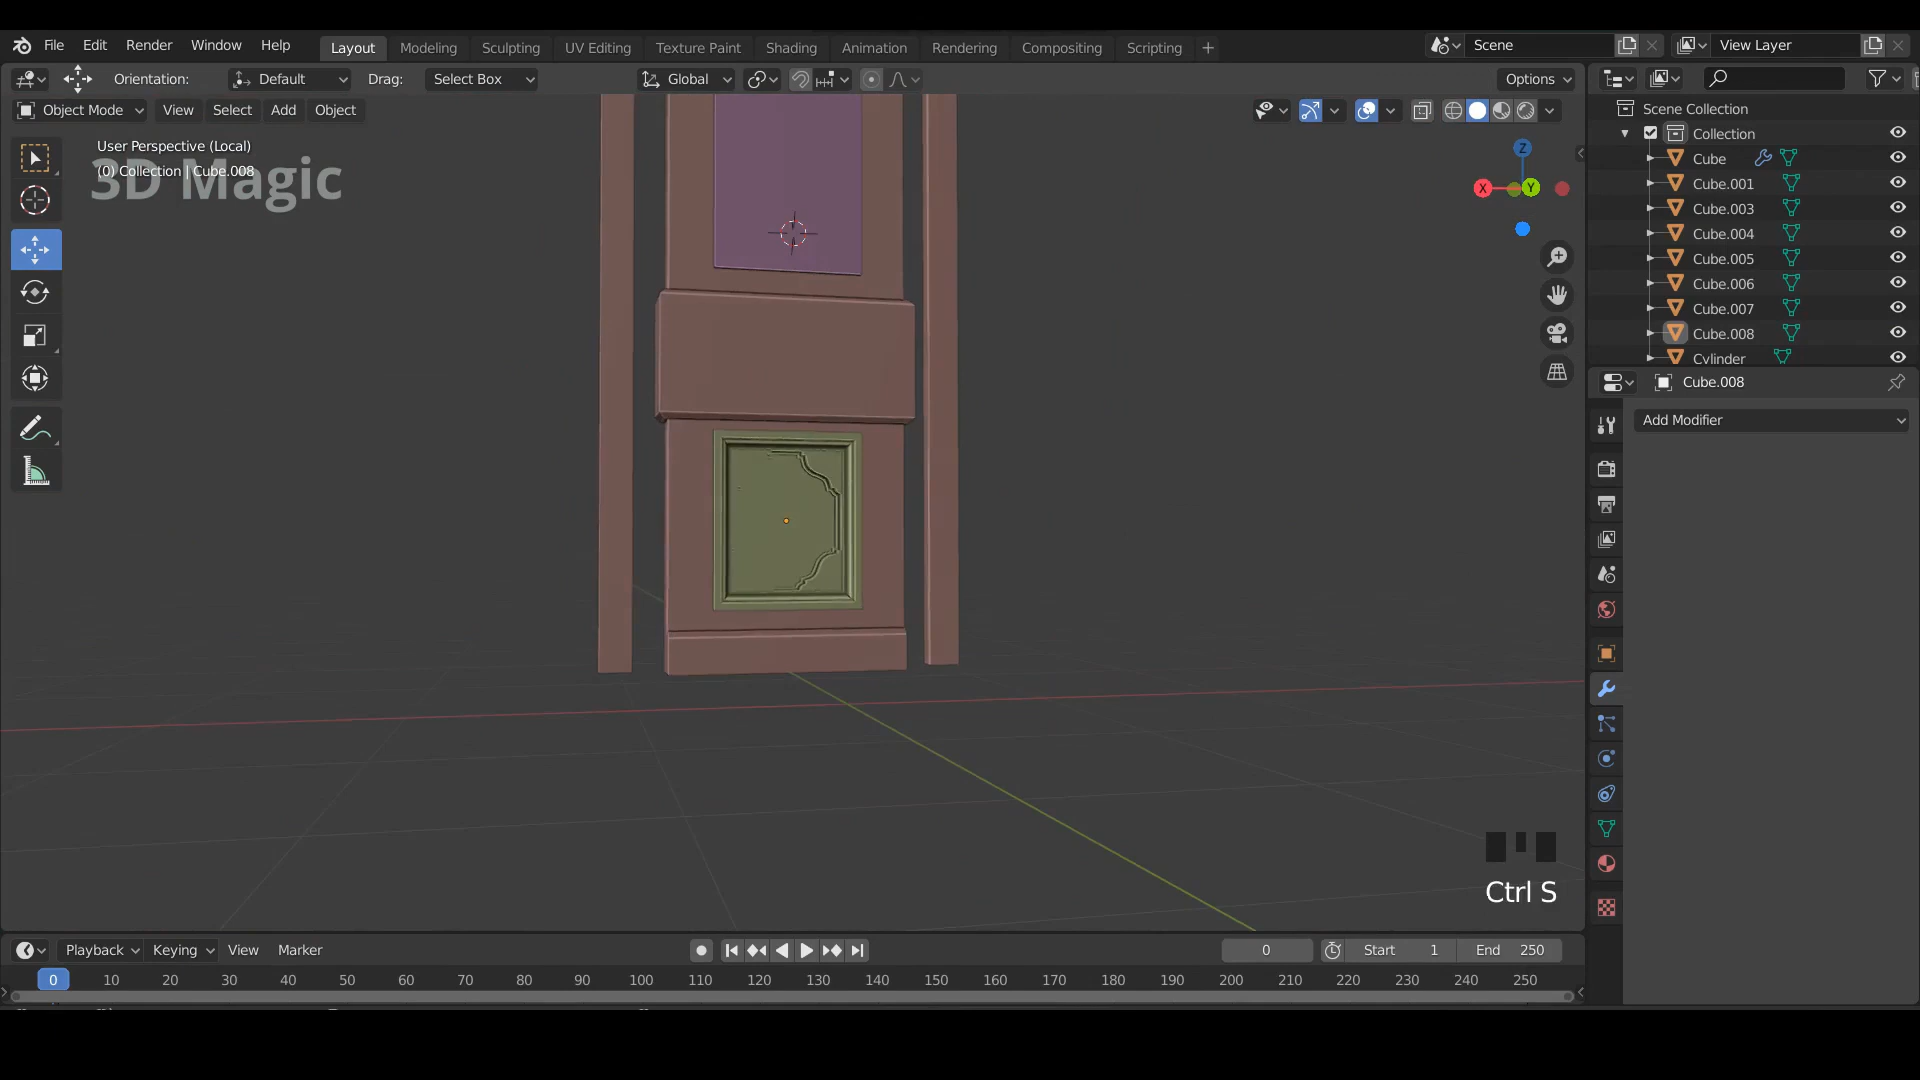 File Edit Render Window Help Layout Modeling Sculpting UV Editing Texture Paint Shading Animation Rendering Compositing Scripting + Scene View Layer
Orientation: Default Drag: Select Box Global Options
Object Mode View Select Add Object
User Perspective (Local)
(0) Collection | Cube.008
3D Magic
Z
X
Y
Scene Collection
Collection
Cube
Cube.001
Cube.003
Cube.004
Cube.005
Cube.006
Cube.007
Cube.008
Cylinder
Cube.008
Add Modifier
Ctrl S
Playback Keying View Marker 0 Start 1 End 250
0 10 20 30 40 50 60 70 80 90 100 110 120 130 140 150 160 170 180 190 200 210 220 230 240 250